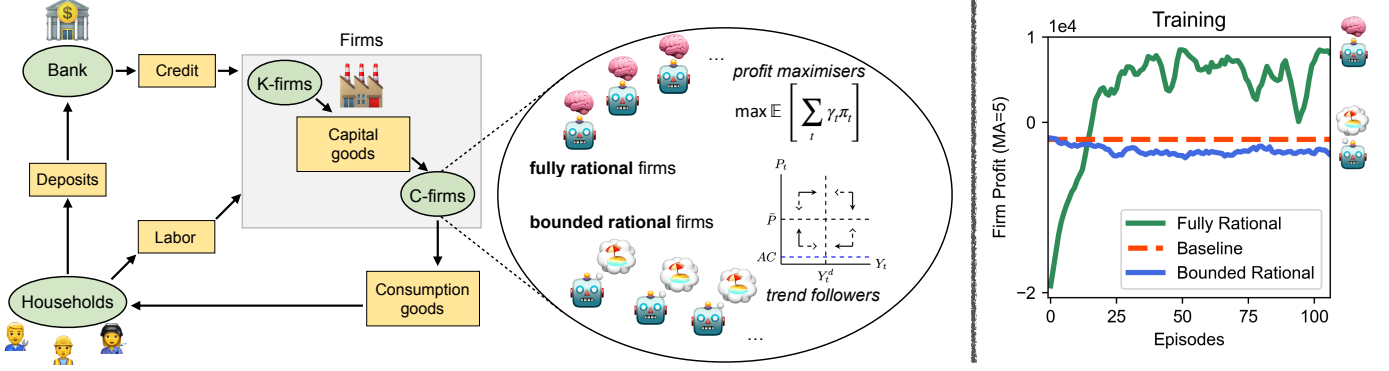 Bank
Credit
Firms
K-firms
Capital
goods
C-firms
Deposits
Labor
Households
Consumption
goods
...
profit maximisers
max 𝔼 [ ∑_t γ_t π_t ]
fully rational firms
bounded rational firms
P_t
P̄
AC
Y_t^d
Y_t
trend followers
...
Training
1e4
1
0
−2
Firm Profit (MA=5)
Fully Rational
Baseline
Bounded Rational
0 25 50 75 100
Episodes